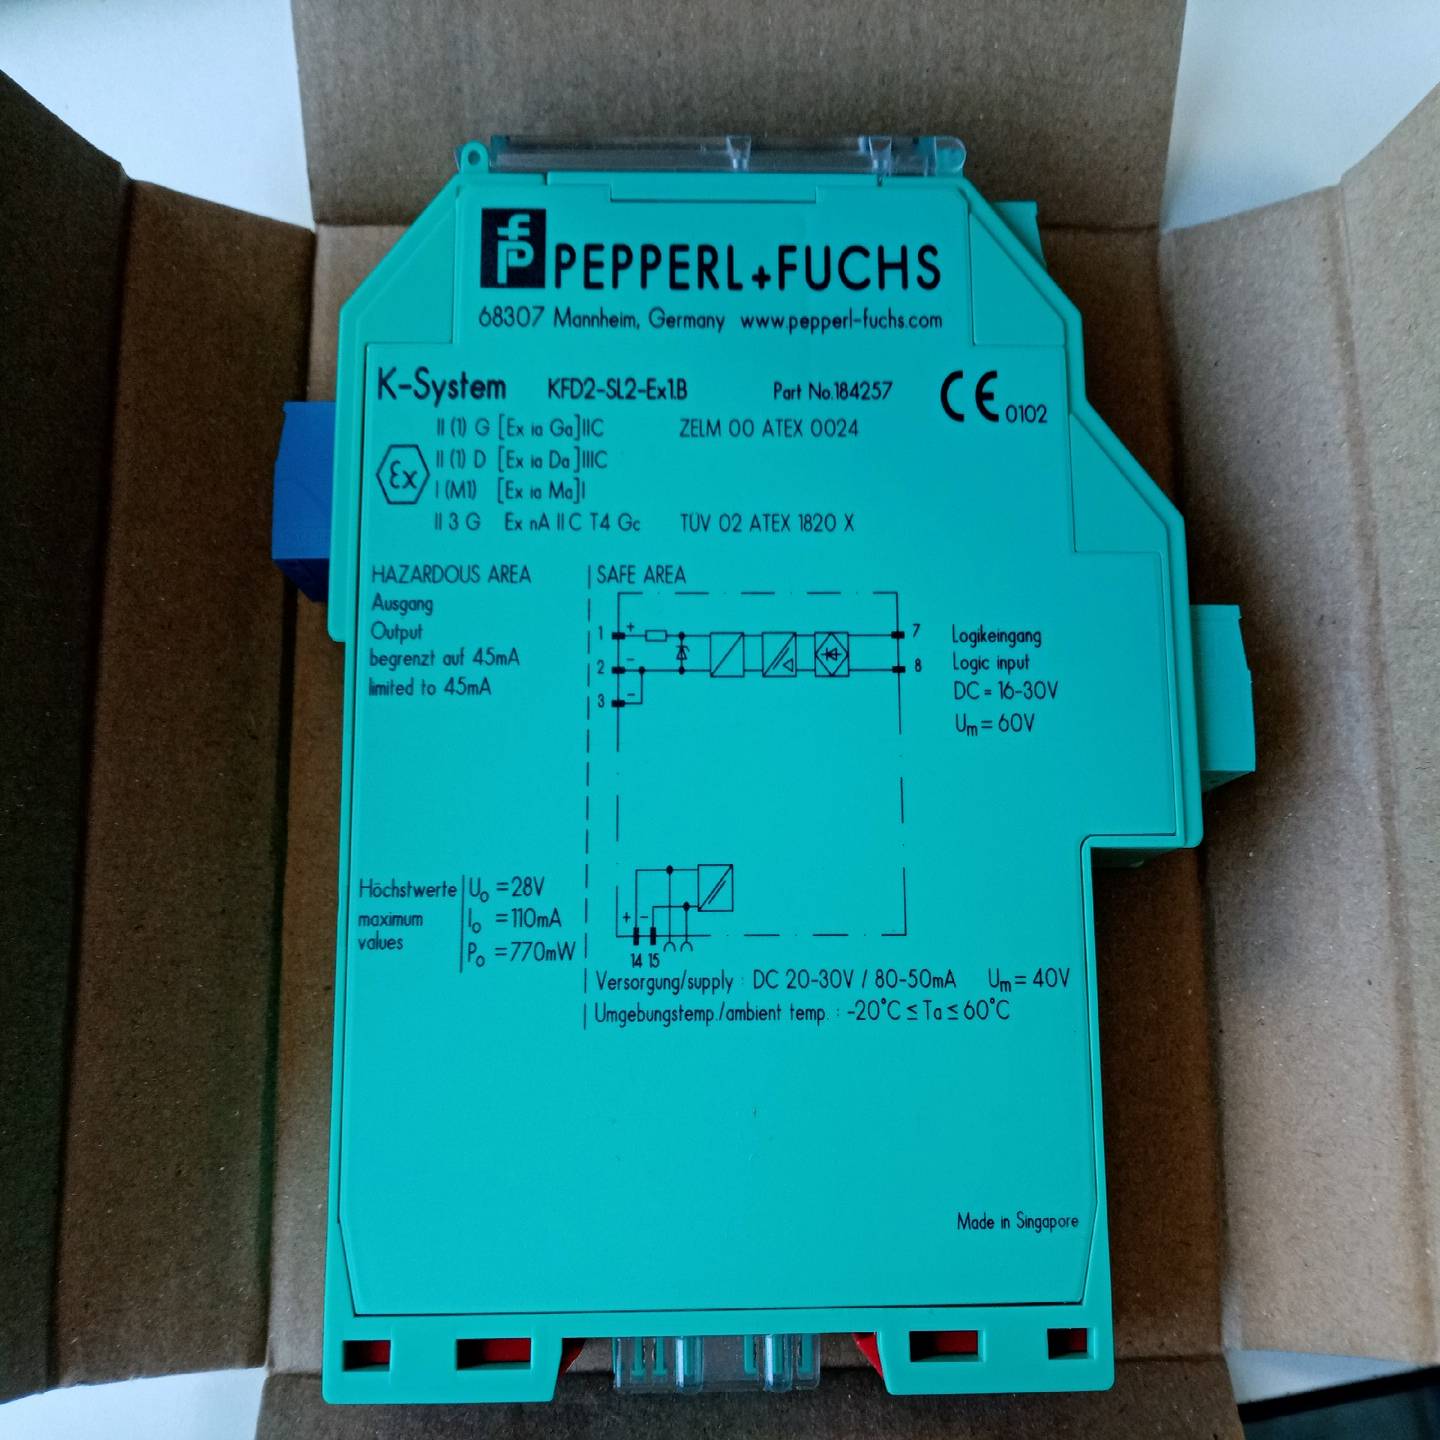 fp PEPPERL+FUCHS
68307 Mannheim, Germany www.pepperl-fuchs.com
K-System KFD2-SL2-Ex1.B Part No.184257 CE 0102
II (1) G [Ex ia Ga]IIC ZELM 00 ATEX 0024
Ex II (1) D [Ex ia Da]IIIC
I (M1) [Ex ia Ma]I
II 3 G Ex nA II C T4 Gc TÜV 02 ATEX 1820 X
HAZARDOUS AREA SAFE AREA
Ausgang
Output
begrenzt auf 45mA
limited to 45mA
1 +
2 -
3 -
7
8
Logikeingang
Logic input
DC = 16-30V
Um = 60V
Höchstwerte
maximum
values
Uo = 28V
Io = 110mA
Po = 770mW
+ -
14 15
Versorgung/supply : DC 20-30V / 80-50mA Um = 40V
Umgebungstemp./ambient temp. : -20°C ≤ Ta ≤ 60°C
Made in Singapore